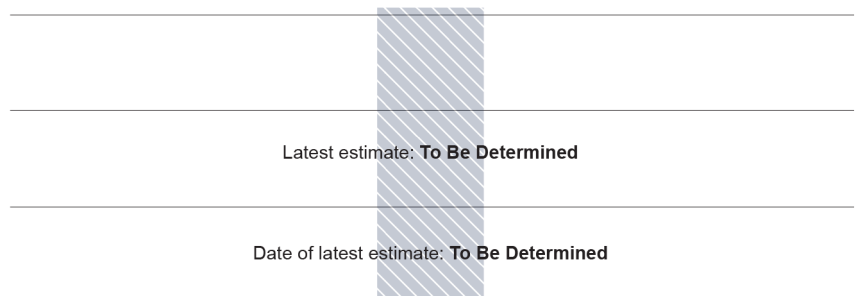 Latest estimate: To Be Determined
Date of latest estimate: To Be Determined